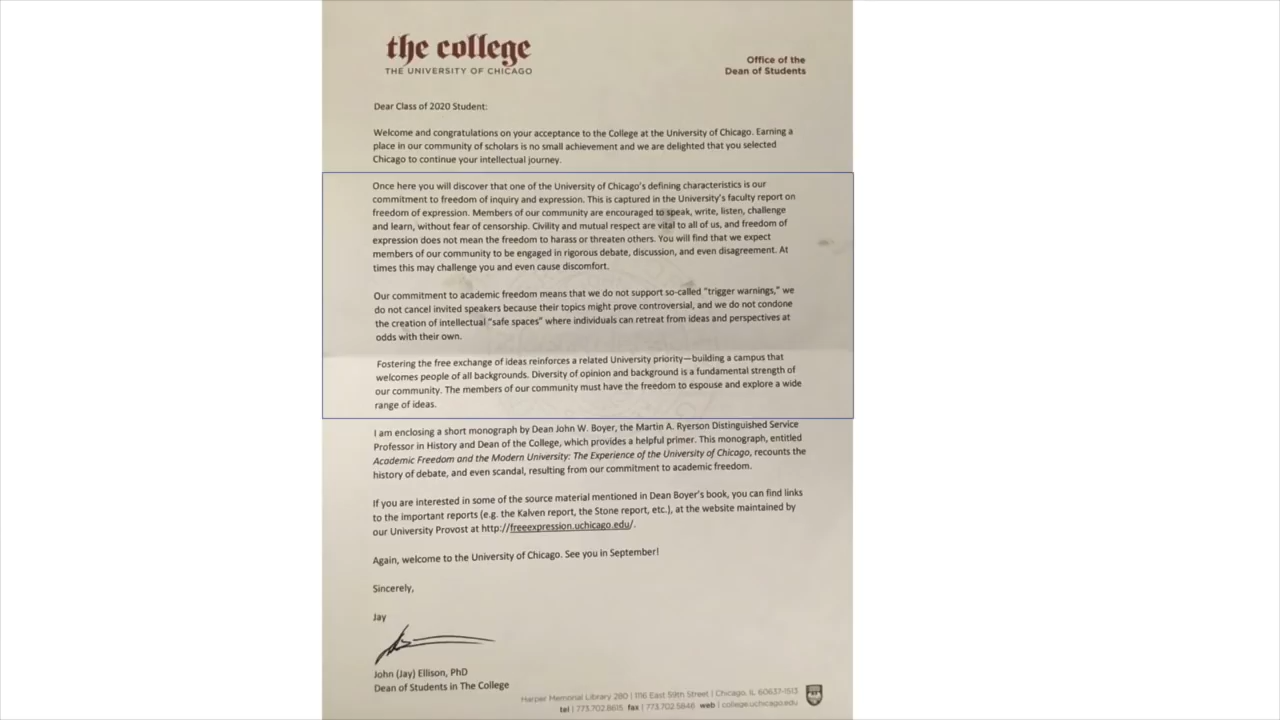 the college
THE UNIVERSITY OF CHICAGO
Office of the
Dean of Students
Dear Class of 2020 Student:
Welcome and congratulations on your acceptance to the College at the University of Chicago. Earning a
place in our community of scholars is no small achievement and we are delighted that you selected
Chicago to continue your intellectual journey.
Once here you will discover that one of the University of Chicago's defining characteristics is our
commitment to freedom of inquiry and expression. This is captured in the University's faculty report on
freedom of expression. Members of our community are encouraged to speak, write, listen, challenge
and learn, without fear of censorship. Civility and mutual respect are vital to all of us, and freedom of
expression does not mean the freedom to harass or threaten others. You will find that we expect
members of our community to be engaged in rigorous debate, discussion, and even disagreement. At
times this may challenge you and even cause discomfort.
Our commitment to academic freedom means that we do not support so-called "trigger warnings," we
do not cancel invited speakers because their topics might prove controversial, and we do not condone
the creation of intellectual "safe spaces" where individuals can retreat from ideas and perspectives at
odds with their own.
Fostering the free exchange of ideas reinforces a related University priority—building a campus that
welcomes people of all backgrounds. Diversity of opinion and background is a fundamental strength of
our community. The members of our community must have the freedom to espouse and explore a wide
range of ideas.
I am enclosing a short monograph by Dean John W. Boyer, the Martin A. Ryerson Distinguished Service
Professor in History and Dean of the College, which provides a helpful primer. This monograph, entitled
Academic Freedom and the Modern University: The Experience of the University of Chicago, recounts the
history of debate, and even scandal, resulting from our commitment to academic freedom.
If you are interested in some of the source material mentioned in Dean Boyer's book, you can find links
to the important reports (e.g. the Kalven report, the Stone report, etc.), at the website maintained by
our University Provost at http://freeexpression.uchicago.edu/.
Again, welcome to the University of Chicago. See you in September!
Sincerely,
Jay
John (Jay) Ellison, PhD
Dean of Students in The College
Harper Memorial Library 280 | 1116 East 59th Street | Chicago, IL 60637-1513
tel | 773.702.8615 fax | 773.702.5846 web | college.uchicago.edu